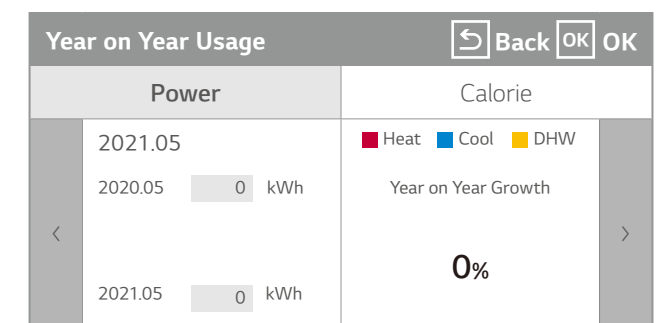 Year on Year Usage Back OK OK
Power Calorie
2021.05 Heat Cool DHW
2020.05 0 kWh Year on Year Growth
0%
2021.05 0 kWh